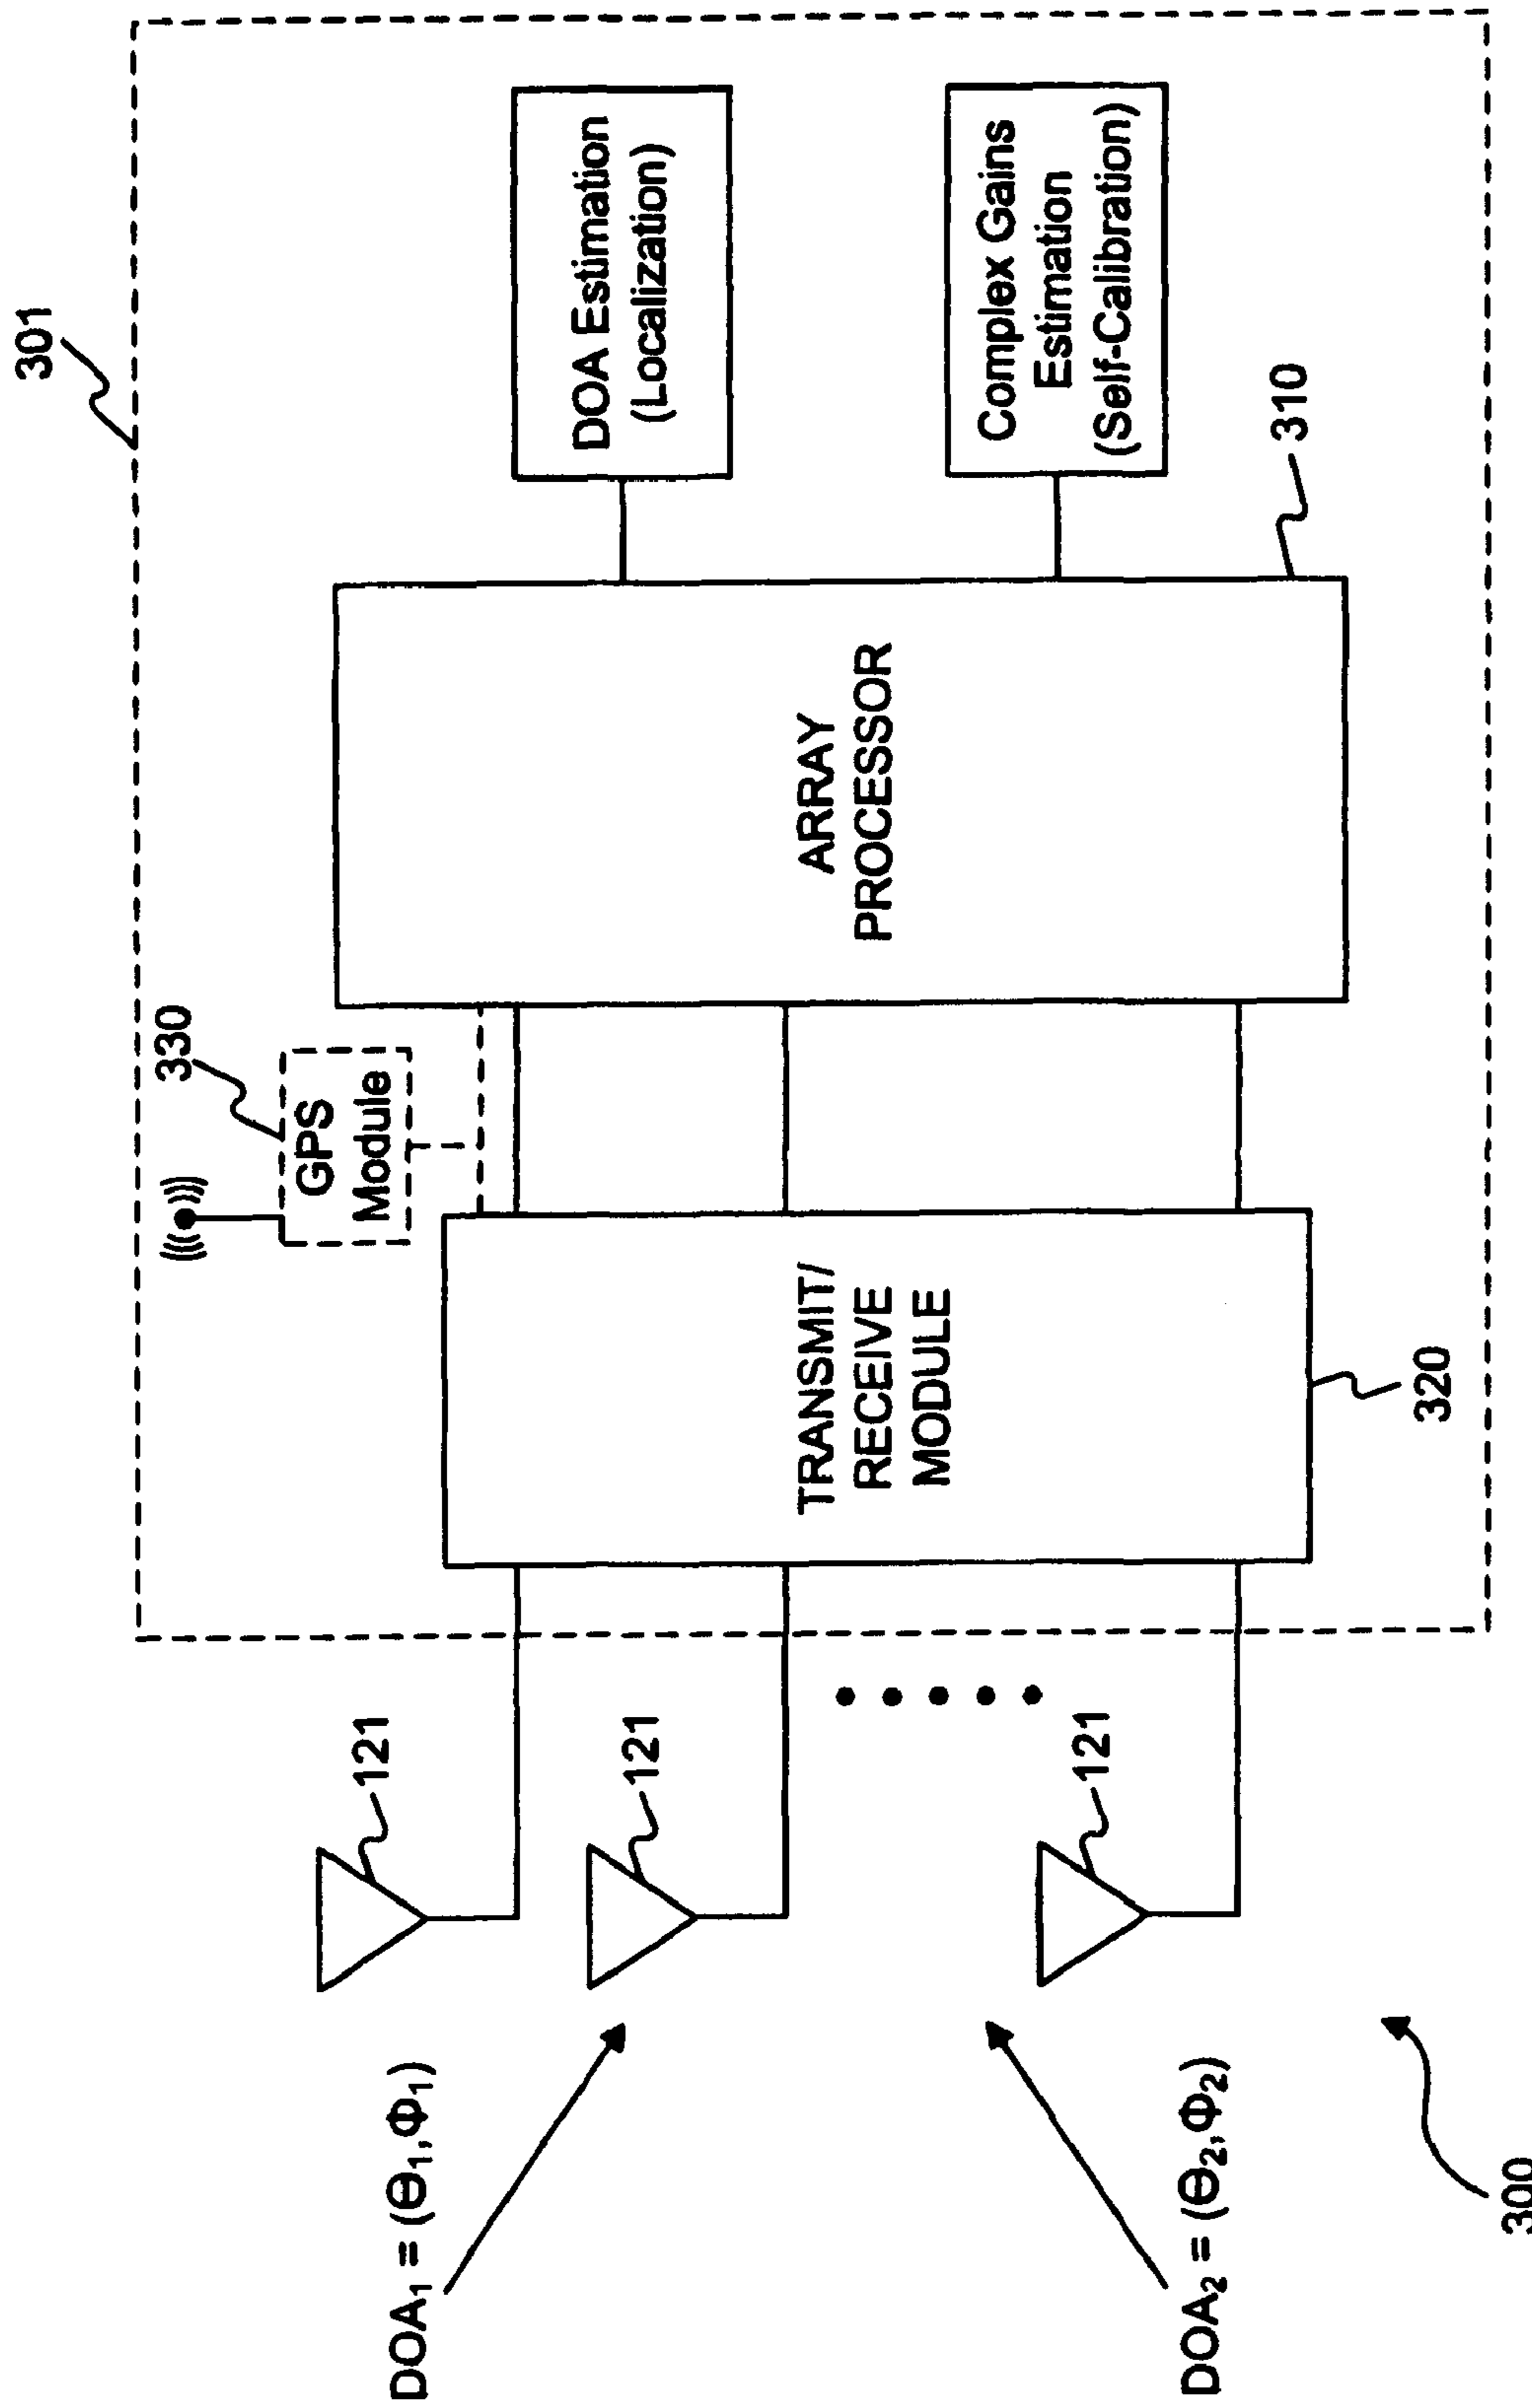 301
330
GPS
Module
DOA Estimation
(Localization)
121
DOA₁ = (Θ₁,Φ₁)
121
TRANSMIT/
RECEIVE
MODULE
ARRAY
PROCESSOR
Complex Gains
Estimation
(Self-Calibration)
121
310
DOA₂ = (Θ₂,Φ₂)
320
300